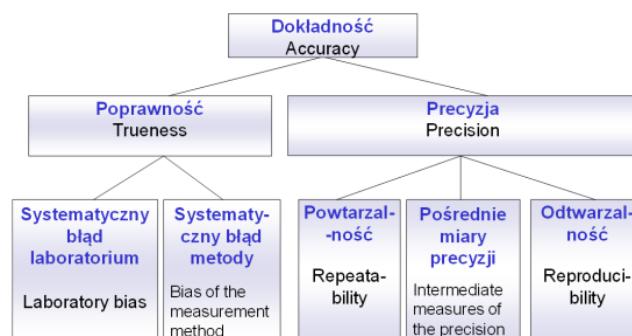 Dokładność
Accuracy
Poprawność
Trueness
Precyzja
Precision
Systematyczny
błąd
laboratorium
Laboratory bias
Systematy-
czny błąd
metody
Bias of the
measurement
method
Powtarzal-
-ność
Repeata-
bility
Pośrednie
miary
precyzji
Intermediate
measures of
the precision
Odtwarzal-
ność
Reproduci-
bility